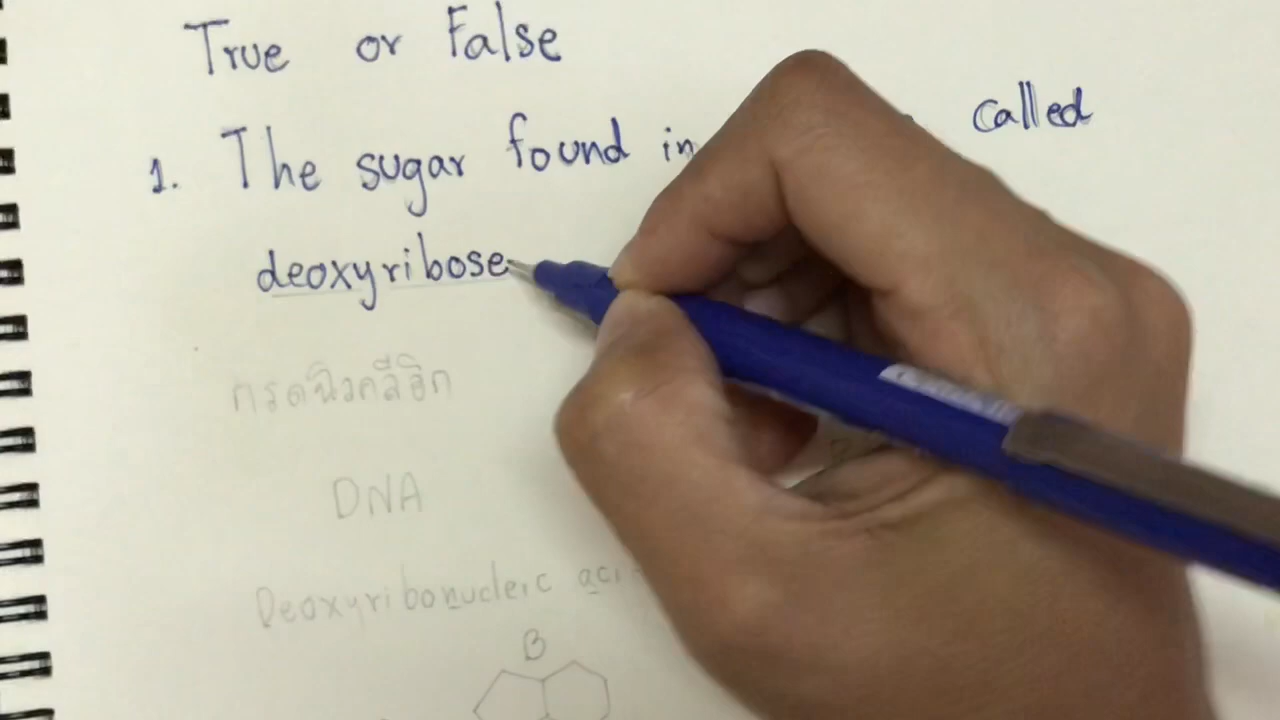 True or False
1. The sugar found in called
deoxyribose
กรดนิวคลีอิก
DNA
Deoxyribonucleic aci
B